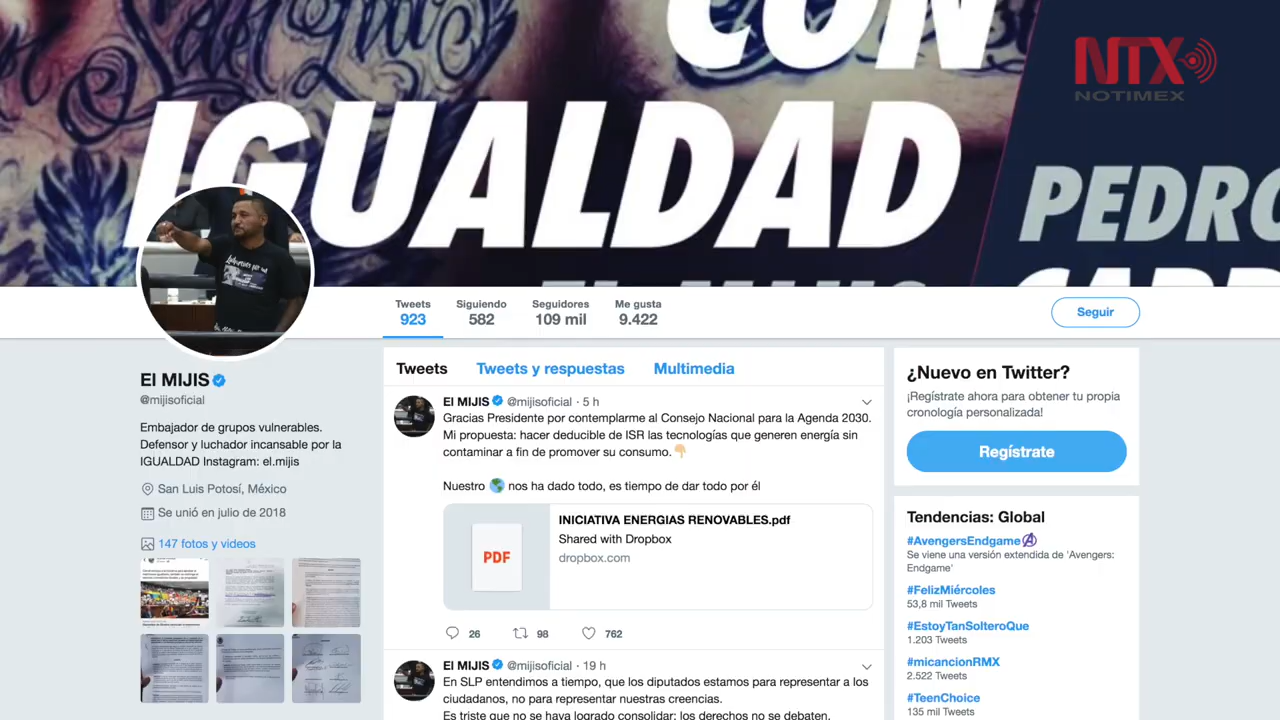 San Luis
CON
IGUALDAD
PEDRO
NTX
NOTIMEX
Tweets
923
Siguiendo
582
Seguidores
109 mil
Me gusta
9.422
Seguir
El MIJIS
@mijisoficial
Embajador de grupos vulnerables.
Defensor y luchador incansable por la
IGUALDAD Instagram: el.mijis
San Luis Potosí, México
Se unió en julio de 2018
147 fotos y videos
Tweets Tweets y respuestas Multimedia
El MIJIS @mijisoficial · 5 h
Gracias Presidente por contemplarme al Consejo Nacional para la Agenda 2030.
Mi propuesta: hacer deducible de ISR las tecnologías que generen energía sin
contaminar a fin de promover su consumo.
Nuestro nos ha dado todo, es tiempo de dar todo por él
PDF
INICIATIVA ENERGIAS RENOVABLES.pdf
Shared with Dropbox
dropbox.com
26 98 762
El MIJIS @mijisoficial · 19 h
En SLP entendimos a tiempo, que los diputados estamos para representar a los
ciudadanos, no para representar nuestras creencias.
Es triste que no se haya logrado consolidar: los derechos no se debaten,
¿Nuevo en Twitter?
¡Regístrate ahora para obtener tu propia
cronología personalizada!
Regístrate
Tendencias: Global
#AvengersEndgame
Se viene una versión extendida de 'Avengers:
Endgame'
#FelizMiércoles
53,8 mil Tweets
#EstoyTanSolteroQue
1.203 Tweets
#micancionRMX
2.522 Tweets
#TeenChoice
135 mil Tweets